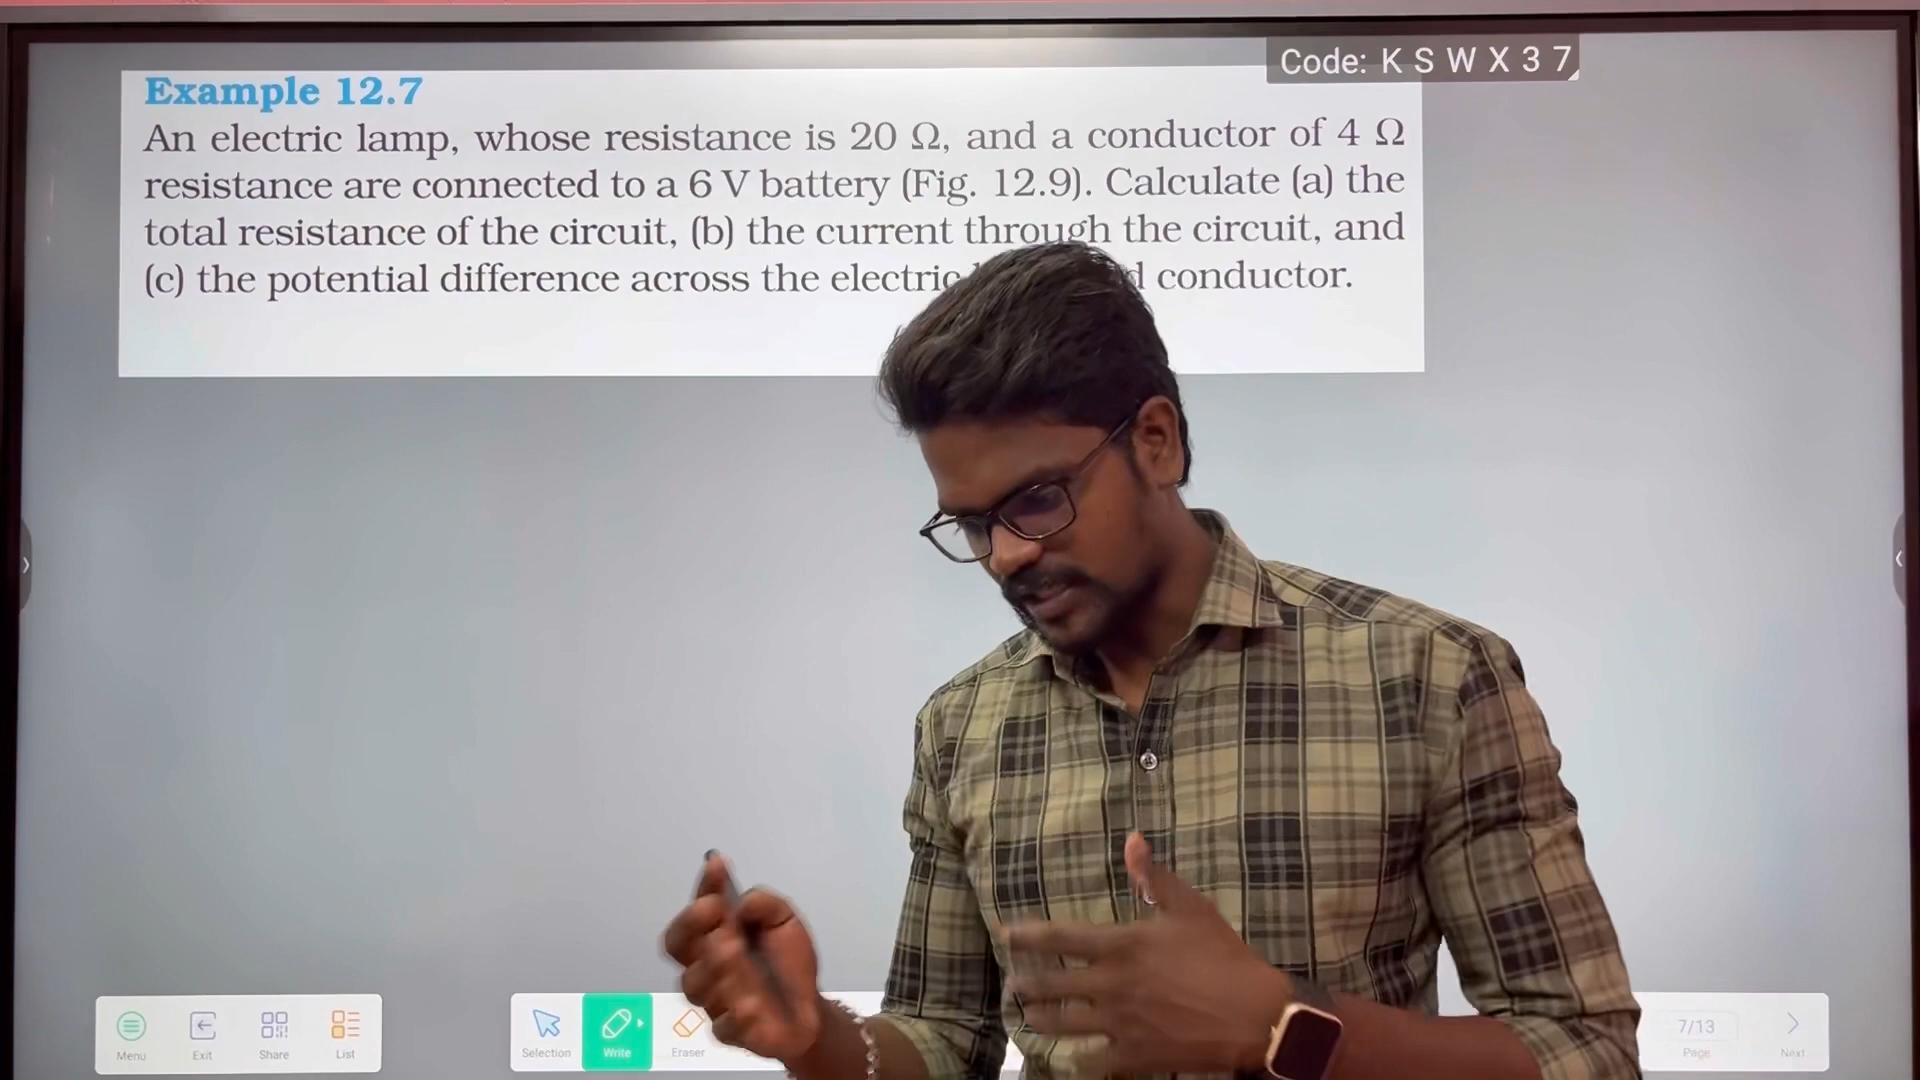 Code: K S W X 3 7
Example 12.7
An electric lamp, whose resistance is 20 Ω, and a conductor of 4 Ω
resistance are connected to a 6 V battery (Fig. 12.9). Calculate (a) the
total resistance of the circuit, (b) the current through the circuit, and
(c) the potential difference across the electric conductor.
Menu Exit Share List Selection Write Eraser Page Next
7/13